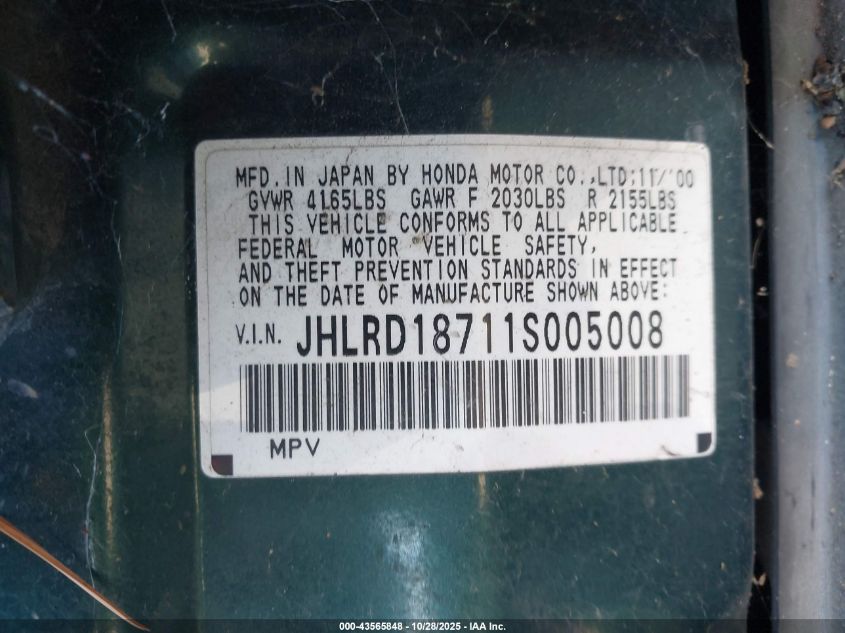 MFD. IN JAPAN BY HONDA MOTOR CO.,LTD:11/'00
GVWR 4165LBS GAWR F 2030LBS R 2155LBS
THIS VEHICLE CONFORMS TO ALL APPLICABLE
FEDERAL MOTOR VEHICLE SAFETY,
AND THEFT PREVENTION STANDARDS IN EFFECT
ON THE DATE OF MANUFACTURE SHOWN ABOVE:
V.I.N. JHLRD18711S005008
MPV
000-43565848 - 10/28/2025 - IAA Inc.